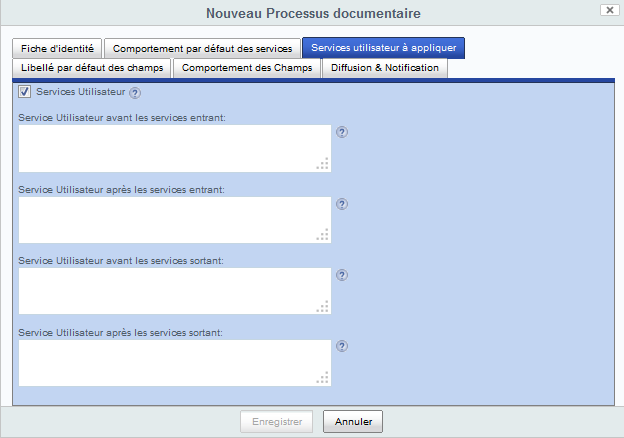 Nouveau Processus documentaire
Fiche d'identité Comportement par défaut des services Services utilisateur à appliquer
Libellé par défaut des champs Comportement des Champs Diffusion & Notification
Services Utilisateur ?
Service Utilisateur avant les services entrant:
?
Service Utilisateur après les services entrant:
?
Service Utilisateur avant les services sortant:
?
Service Utilisateur après les services sortant:
?
Enregistrer Annuler